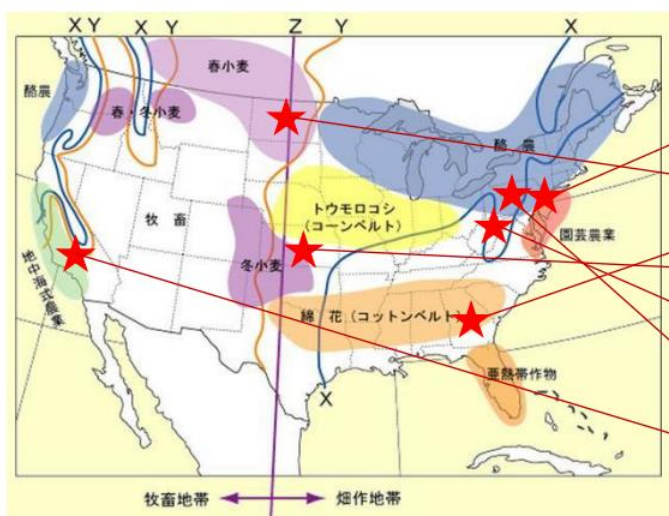 X Y X Y Z Y X
春小麦
酪農
春・冬小麦
酪農
トウモロコシ
（コーンベルト）
牧畜
園芸農業
地中海式農業
冬小麦
綿花（コットンベルト）
亜熱帯作物
X
牧畜地帯
畑作地帯